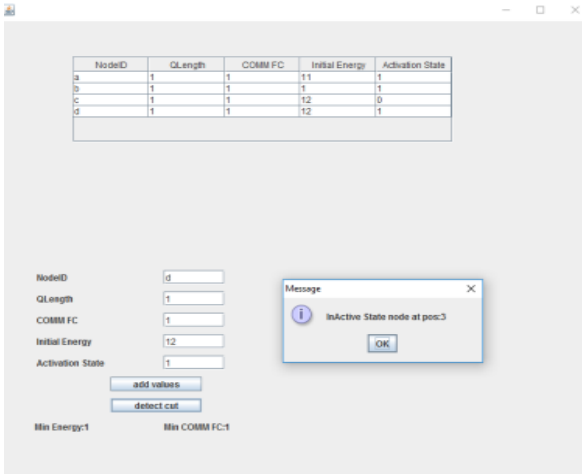 NodeID QLength COMM FC Initial Energy Activation State
a 1 1 11 1
b 1 1 1 1
c 1 1 12 0
d 1 1 12 1
NodeID d
QLength 1
COMM FC 1
Initial Energy 12
Activation State 1
add values
detect cut
Min Energy:1 Min COMM FC:1
Message
InActive State node at pos:3
OK